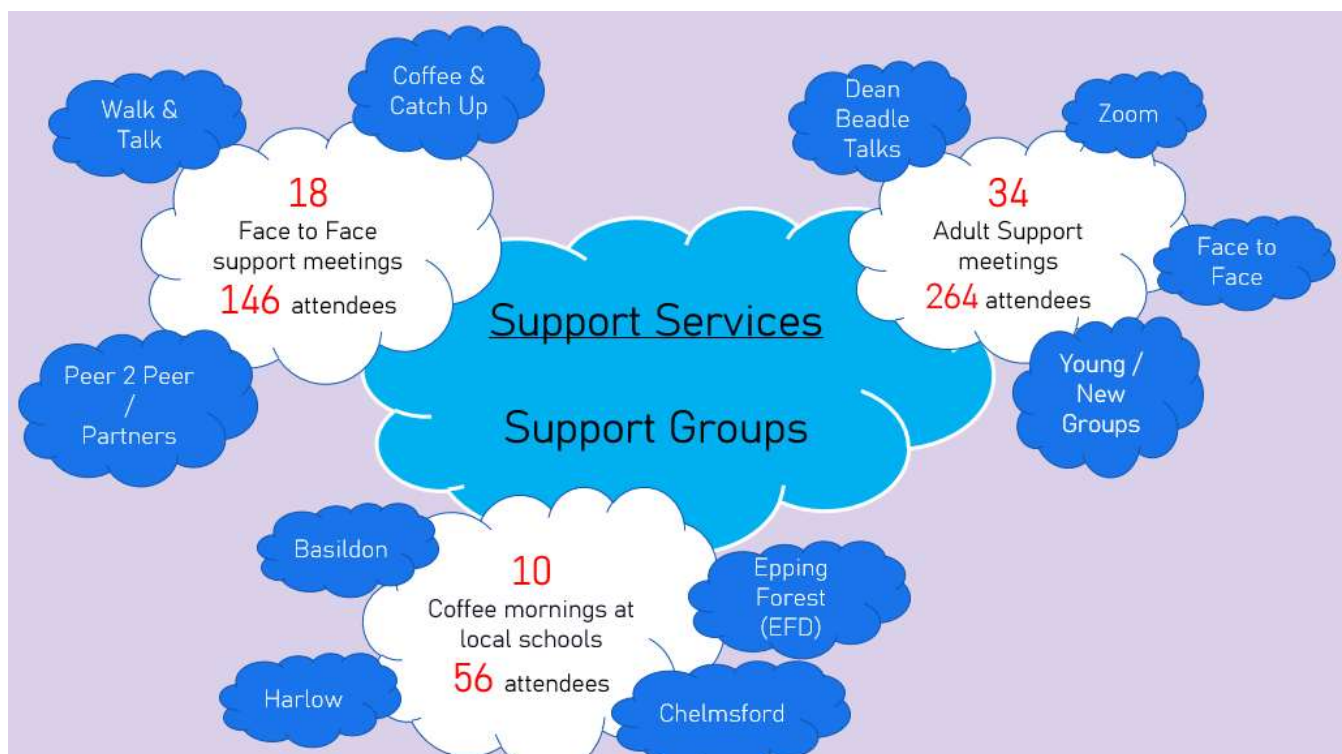 Walk &
Talk
Coffee &
Catch Up
18
Face to Face
support meetings
146 attendees
Peer 2 Peer
/
Partners
Dean
Beadle
Talks
Zoom
34
Adult Support
meetings
264 attendees
Face to
Face
Young /
New
Groups
Support Services
Support Groups
Basildon
10
Coffee mornings at
local schools
56 attendees
Epping
Forest
(EFD)
Harlow
Chelmsford